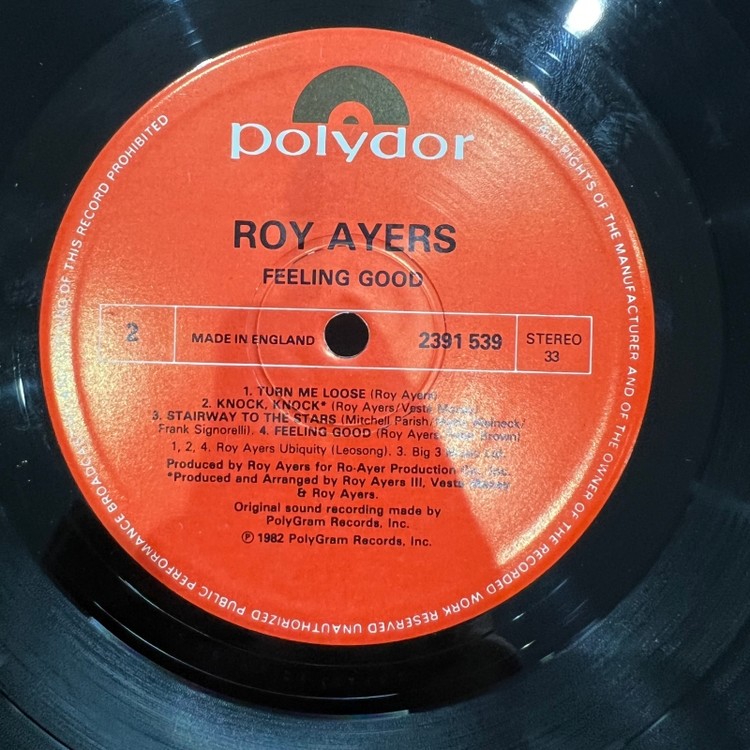 polydor
ROY AYERS
FEELING GOOD
2
MADE IN ENGLAND
2391 539
STEREO
33
1. TURN ME LOOSE (Roy Ayers)
2. KNOCK, KNOCK* (Roy Ayers/Vesta
3. STAIRWAY TO THE STARS (Mitchell Parish/
Frank Signorelli). 4. FEELING GOOD (Roy Ayers/ Brown)
1, 2, 4. Roy Ayers Ubiquity (Leosong). 3. Big 3 Music Ltd.
Produced by Roy Ayers for Ro-Ayer Production Inc.
*Produced and Arranged by Roy Ayers III, Vesta
& Roy Ayers.
Original sound recording made by
PolyGram Records, Inc.
℗ 1982 PolyGram Records, Inc.
ALL RIGHTS OF THE MANUFACTURER AND OF THE OWNER OF THE RECORDED WORK RESERVED UNAUTHORIZED PUBLIC PERFORMANCE BROADCASTING OF THIS RECORD PROHIBITED